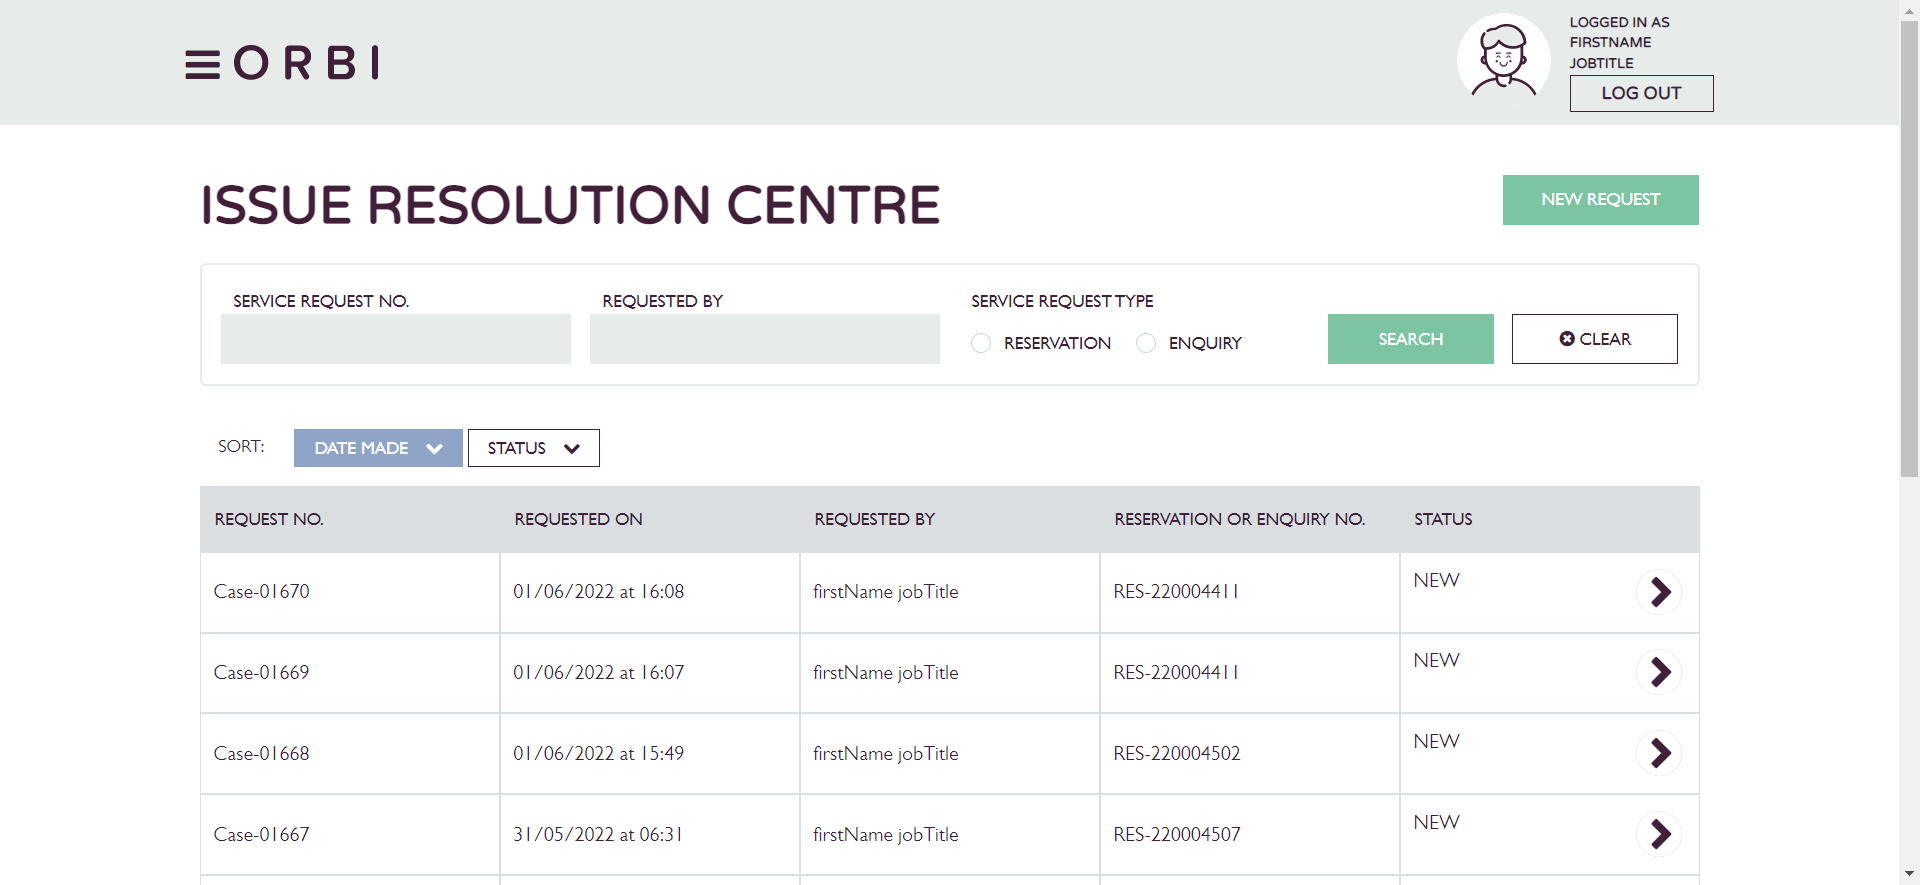 ORBI
LOGGED IN AS
FIRSTNAME
JOBTITLE
LOG OUT
ISSUE RESOLUTION CENTRE
NEW REQUEST
SERVICE REQUEST NO.
REQUESTED BY
SERVICE REQUEST TYPE
RESERVATION
ENQUIRY
SEARCH
CLEAR
SORT:
DATE MADE
STATUS
REQUEST NO. REQUESTED ON REQUESTED BY RESERVATION OR ENQUIRY NO. STATUS
Case-01670 01/06/2022 at 16:08 firstName jobTitle RES-220004411 NEW
Case-01669 01/06/2022 at 16:07 firstName jobTitle RES-220004411 NEW
Case-01668 01/06/2022 at 15:49 firstName jobTitle RES-220004502 NEW
Case-01667 31/05/2022 at 06:31 firstName jobTitle RES-220004507 NEW